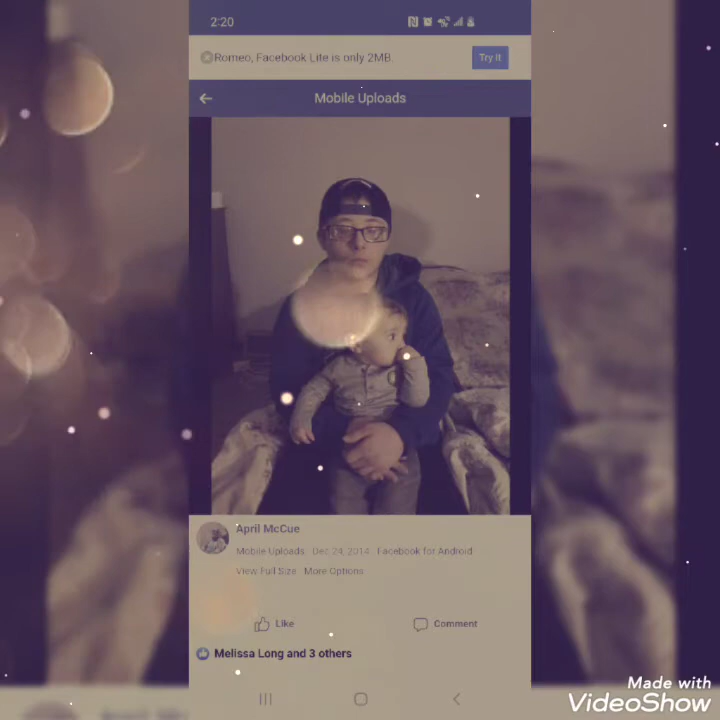 2:20
Romeo, Facebook Lite is only 2MB.
Try It
Mobile Uploads
April McCue
Mobile Uploads · Dec 24, 2014 · Facebook for Android
View Full Size · More Options
Like
Comment
Melissa Long and 3 others
Made with
VideoShow